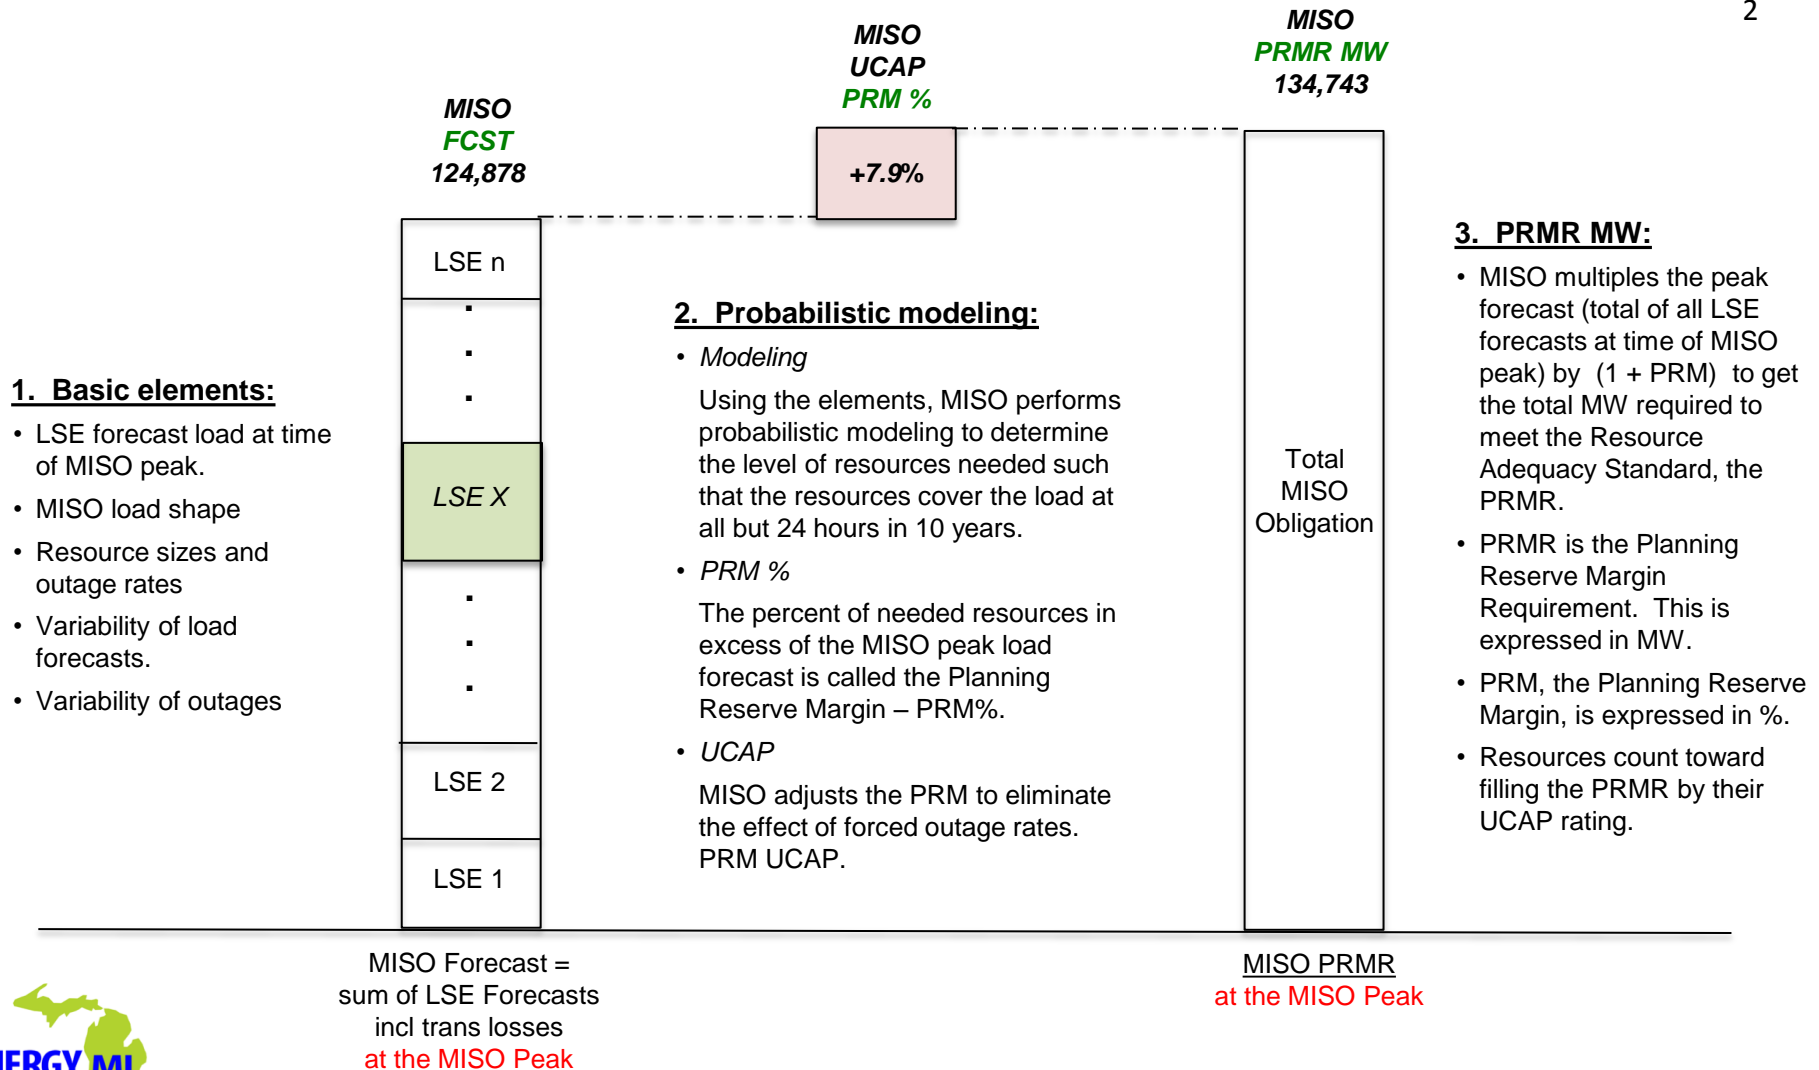 2
MISO
FCST
124,878
MISO
UCAP
PRM %
+7.9%
MISO
PRMR MW
134,743
1. Basic elements:
• LSE forecast load at time
of MISO peak.
• MISO load shape
• Resource sizes and
outage rates
• Variability of load
forecasts.
• Variability of outages
LSE n
.
.
.
LSE X
.
.
.
LSE 2
LSE 1
MISO Forecast =
sum of LSE Forecasts
incl trans losses
at the MISO Peak
2. Probabilistic modeling:
• Modeling
Using the elements, MISO performs
probabilistic modeling to determine
the level of resources needed such
that the resources cover the load at
all but 24 hours in 10 years.
• PRM %
The percent of needed resources in
excess of the MISO peak load
forecast is called the Planning
Reserve Margin – PRM%.
• UCAP
MISO adjusts the PRM to eliminate
the effect of forced outage rates.
PRM UCAP.
Total
MISO
Obligation
MISO PRMR
at the MISO Peak
3. PRMR MW:
• MISO multiples the peak
forecast (total of all LSE
forecasts at time of MISO
peak) by (1 + PRM) to get
the total MW required to
meet the Resource
Adequacy Standard, the
PRMR.
• PRMR is the Planning
Reserve Margin
Requirement. This is
expressed in MW.
• PRM, the Planning Reserve
Margin, is expressed in %.
• Resources count toward
filling the PRMR by their
UCAP rating.
NERGY MI